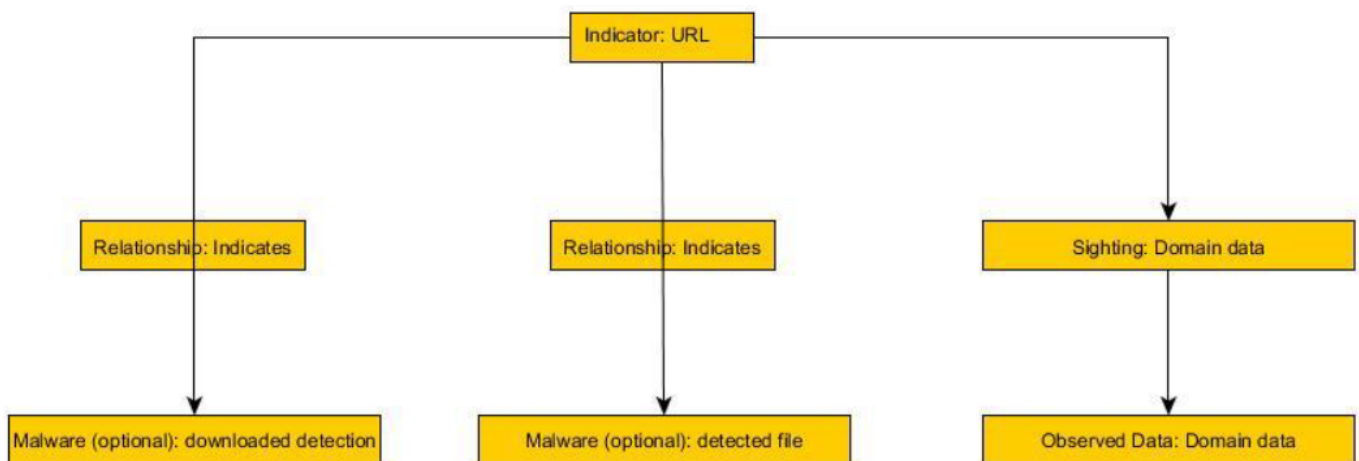 Indicator: URL
Relationship: Indicates
Relationship: Indicates
Sighting: Domain data
Malware (optional): downloaded detection
Malware (optional): detected file
Observed Data: Domain data